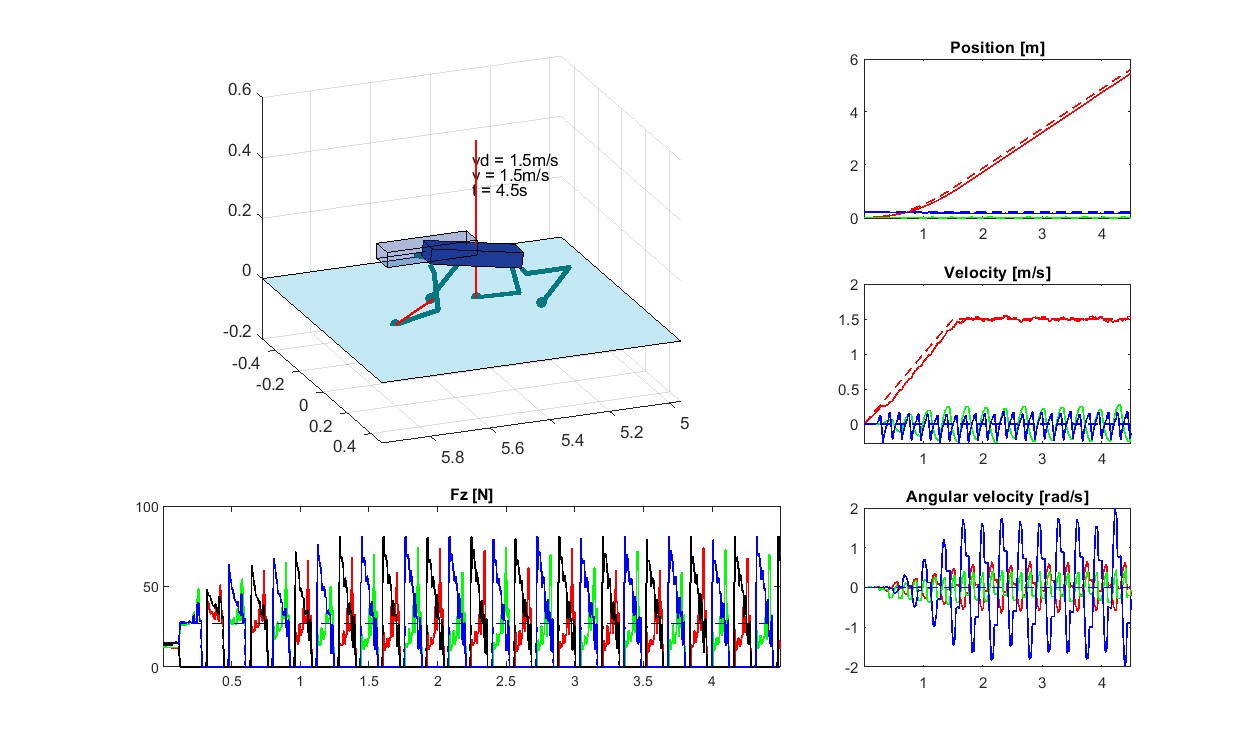 0.6
0.4
0.2
0
-0.2
-0.4
-0.2
0
0.2
0.4
5.8
5.6
5.4
5.2
5
vd = 1.5m/s
v = 1.5m/s
t = 4.5s
Position [m]
6
4
2
0
1 2 3 4
Velocity [m/s]
2
1.5
1
0.5
0
1 2 3 4
Fz [N]
100
50
0
0.5 1 1.5 2 2.5 3 3.5 4
Angular velocity [rad/s]
2
1
0
-1
-2
1 2 3 4